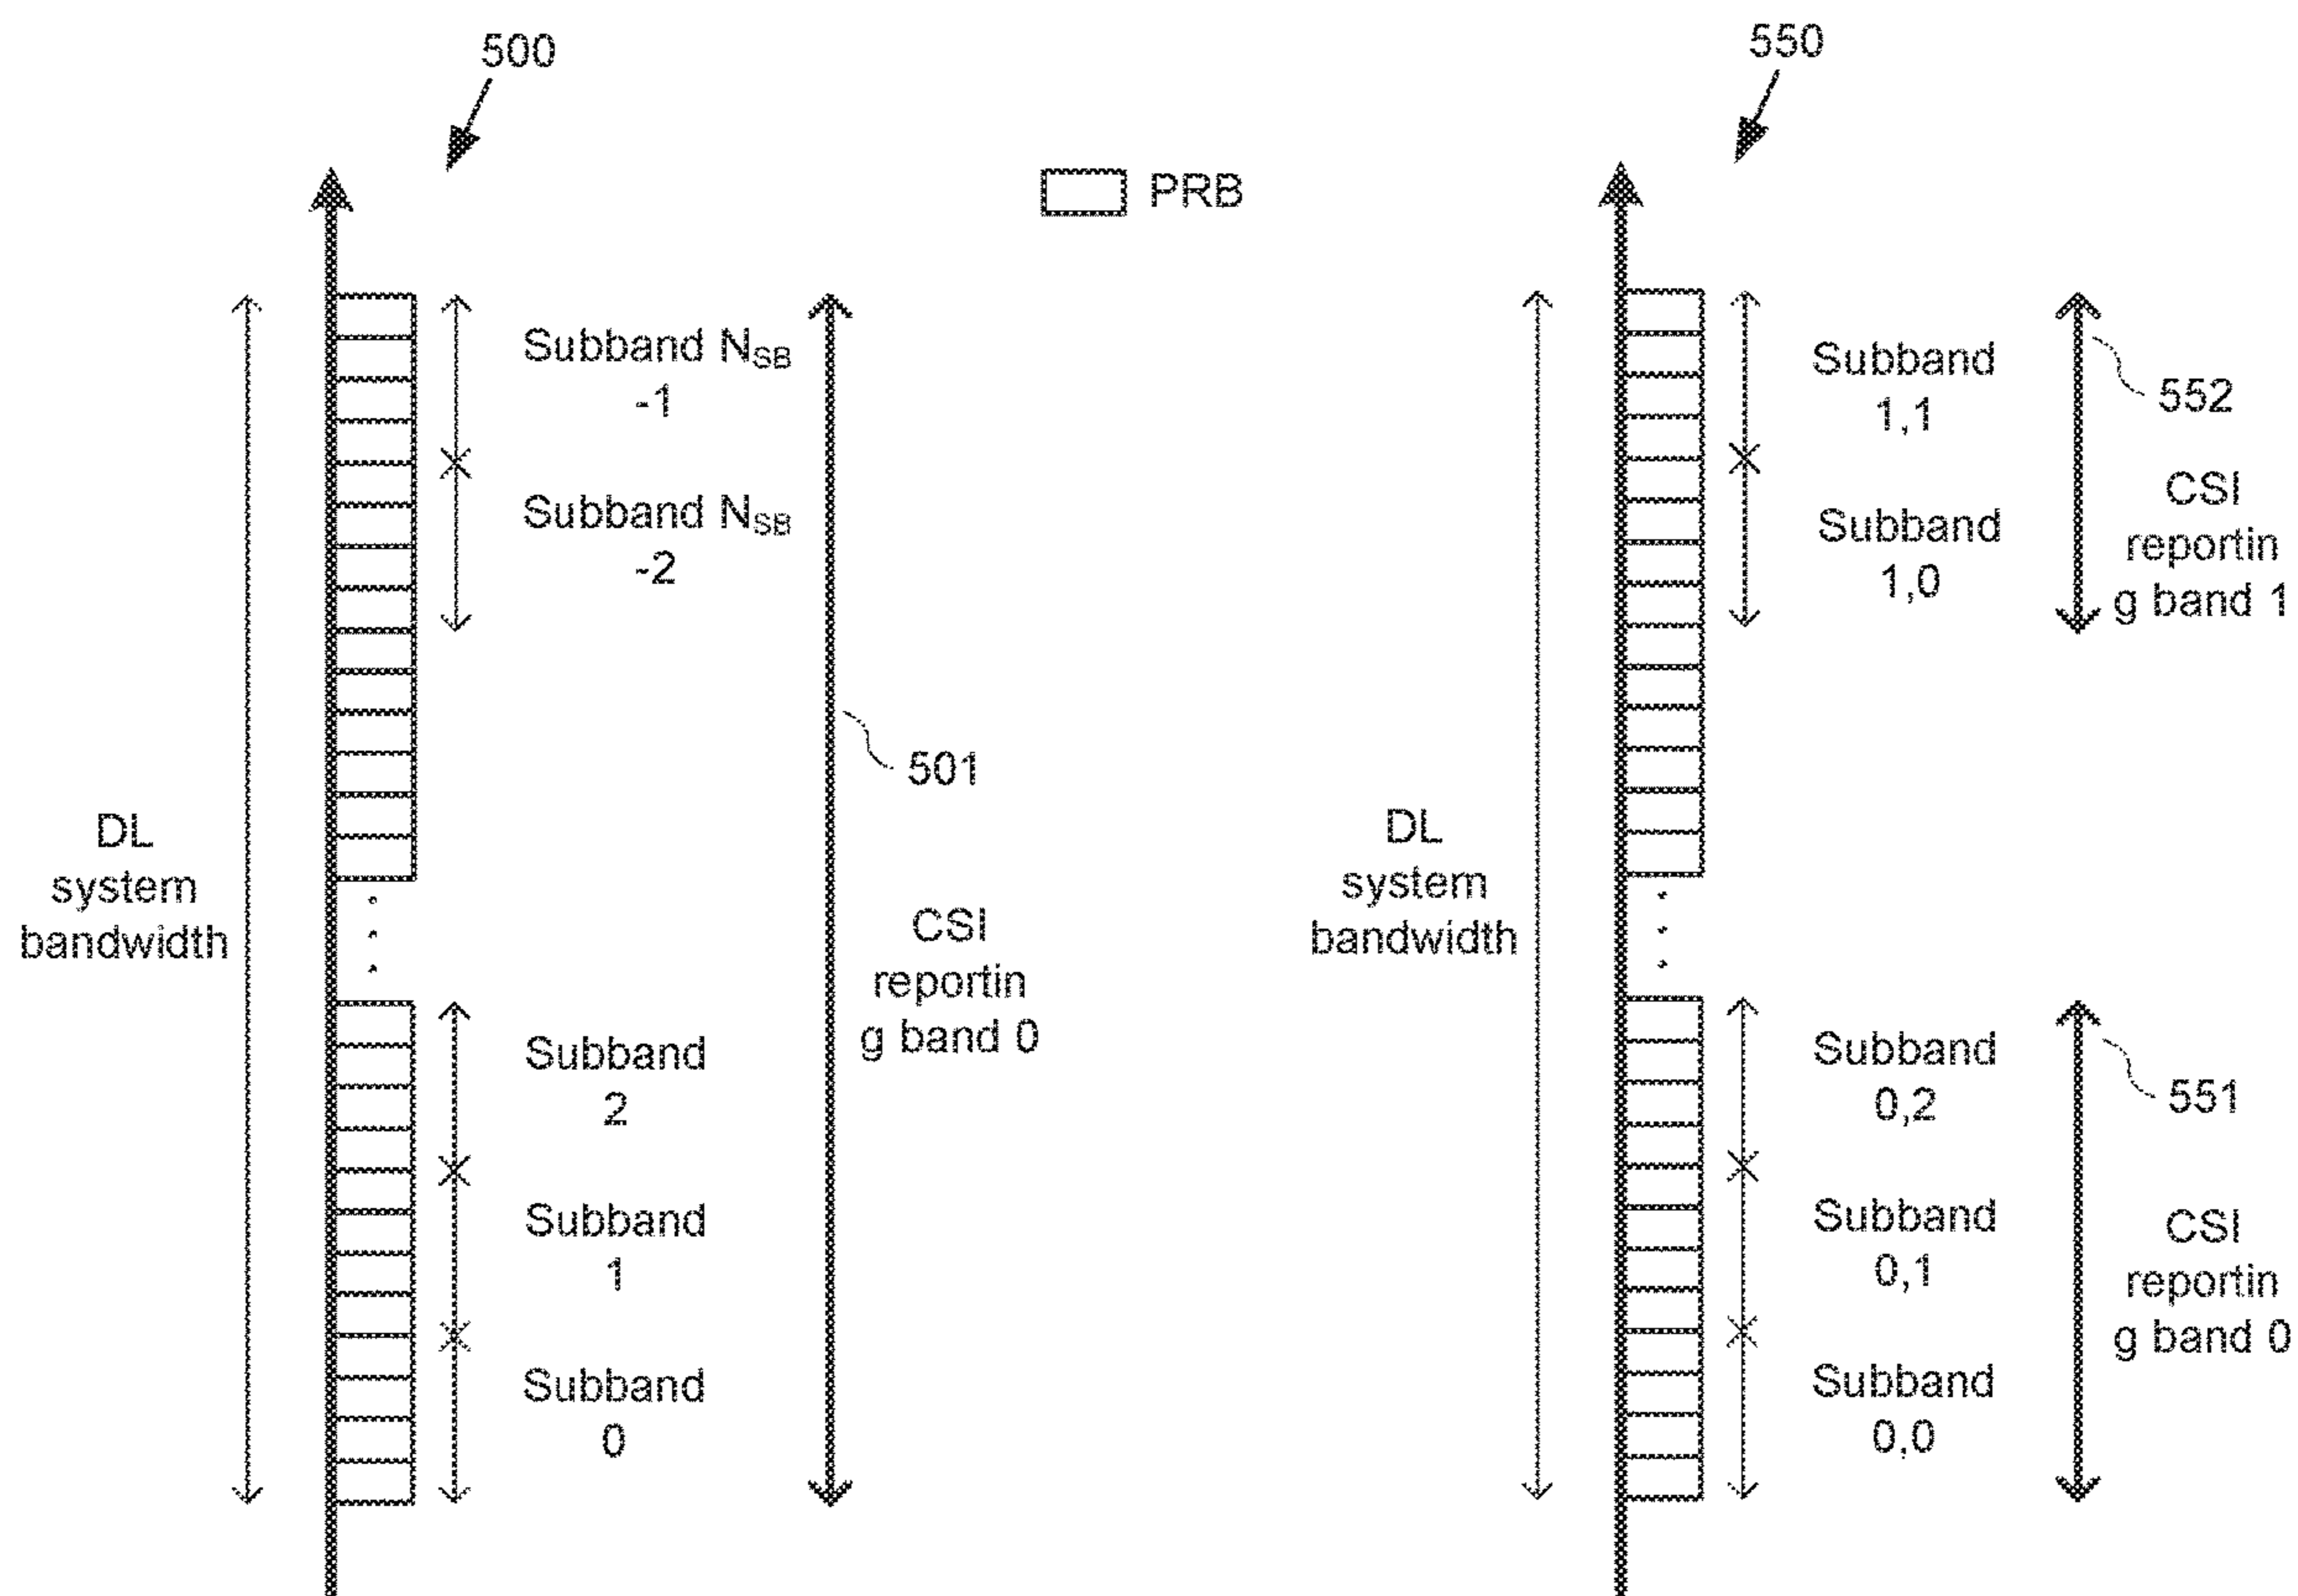 500
550
PRB
Subband NSB
-1
Subband NSB
-2
501
DL
system
bandwidth
CSI
reportin
g band 0
Subband
2
Subband
1
Subband
0
Subband
1,1
552
Subband
1,0
CSI
reportin
g band 1
DL
system
bandwidth
Subband
0,2
551
Subband
0,1
CSI
reportin
g band 0
Subband
0,0